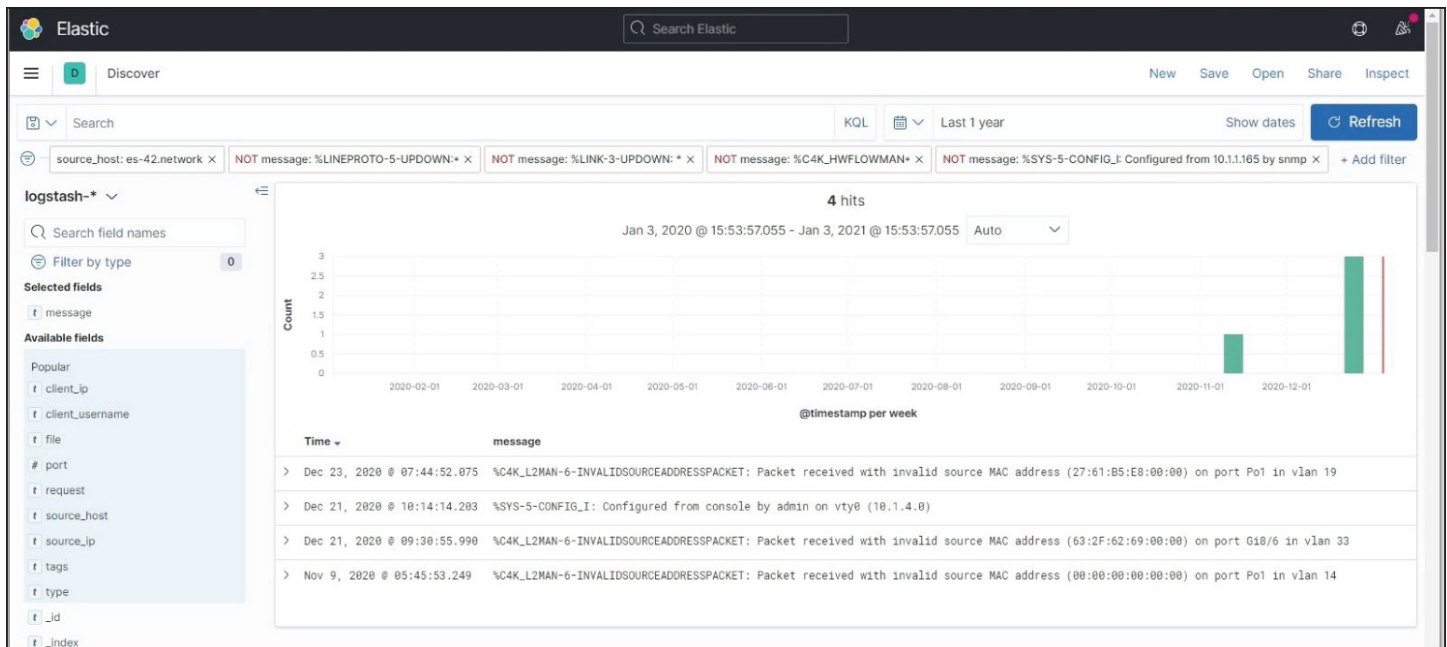 Elastic
Search Elastic
D Discover
New Save Open Share Inspect
Search
KQL
Last 1 year
Show dates
Refresh
source_host: es-42.network × NOT message: %LINEPROTO-5-UPDOWN:* × NOT message: %LINK-3-UPDOWN: * × NOT message: %C4K_HWFLOWMAN* × NOT message: %SYS-5-CONFIG_I: Configured from 10.1.1.165 by snmp × + Add filter
logstash-*
Search field names
Filter by type 0
Selected fields
t message
Available fields
Popular
t client_ip
t client_username
t file
# port
t request
t source_host
t source_ip
t tags
t type
t _id
t _index
4 hits
Jan 3, 2020 @ 15:53:57.055 - Jan 3, 2021 @ 15:53:57.055 Auto
Count
3
2.5
2
1.5
1
0.5
0
2020-02-01 2020-03-01 2020-04-01 2020-05-01 2020-06-01 2020-07-01 2020-08-01 2020-09-01 2020-10-01 2020-11-01 2020-12-01
@timestamp per week
Time message
> Dec 23, 2020 @ 07:44:52.075 %C4K_L2MAN-6-INVALIDSOURCEADDRESSPACKET: Packet received with invalid source MAC address (27:61:B5:E8:00:00) on port Po1 in vlan 19
> Dec 21, 2020 @ 10:14:14.203 %SYS-5-CONFIG_I: Configured from console by admin on vty0 (10.1.4.0)
> Dec 21, 2020 @ 09:30:55.990 %C4K_L2MAN-6-INVALIDSOURCEADDRESSPACKET: Packet received with invalid source MAC address (63:2F:62:69:00:00) on port Gi8/6 in vlan 33
> Nov 9, 2020 @ 05:45:53.249 %C4K_L2MAN-6-INVALIDSOURCEADDRESSPACKET: Packet received with invalid source MAC address (00:00:00:00:00:00) on port Po1 in vlan 14